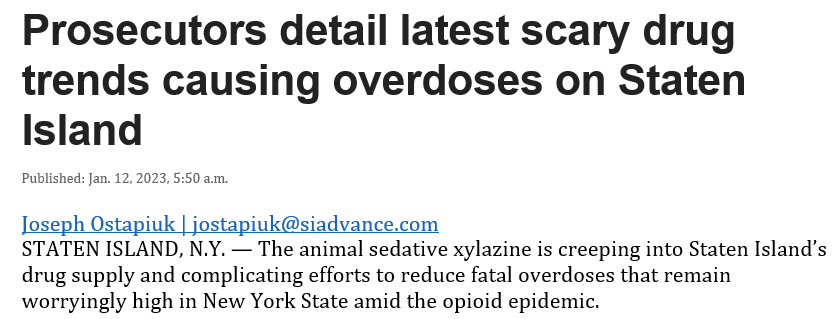 Prosecutors detail latest scary drug
trends causing overdoses on Staten
Island
Published: Jan. 12, 2023, 5:50 a.m.
Joseph Ostapiuk | jostapiuk@siadvance.com
STATEN ISLAND, N.Y. — The animal sedative xylazine is creeping into Staten Island’s
drug supply and complicating efforts to reduce fatal overdoses that remain
worryingly high in New York State amid the opioid epidemic.